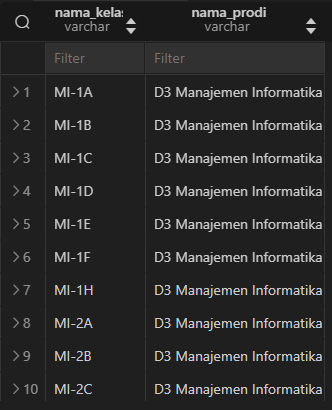 nama_kelas nama_prodi
varchar varchar
Filter Filter
1 MI-1A D3 Manajemen Informatika
2 MI-1B D3 Manajemen Informatika
3 MI-1C D3 Manajemen Informatika
4 MI-1D D3 Manajemen Informatika
5 MI-1E D3 Manajemen Informatika
6 MI-1F D3 Manajemen Informatika
7 MI-1H D3 Manajemen Informatika
8 MI-2A D3 Manajemen Informatika
9 MI-2B D3 Manajemen Informatika
10 MI-2C D3 Manajemen Informatika